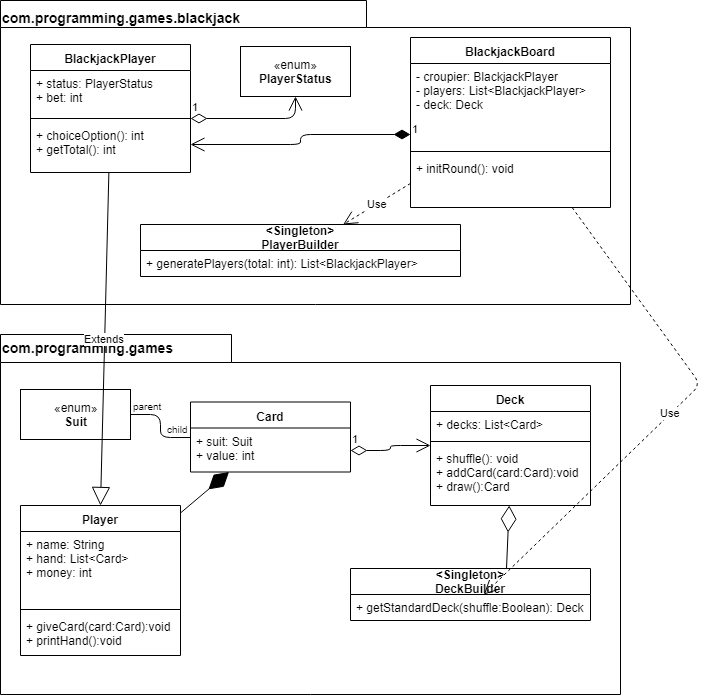 com.programming.games.blackjack
BlackjackPlayer
+ status: PlayerStatus
+ bet: int
+ choiceOption(): int
+ getTotal(): int
1
«enum»
PlayerStatus
BlackjackBoard
- croupier: BlackjackPlayer
- players: List<BlackjackPlayer>
- deck: Deck
1
+ initRound(): void
Use
<Singleton>
PlayerBuilder
+ generatePlayers(total: int): List<BlackjackPlayer>
Extends
com.programming.games
«enum»
Suit
parent
child
Card
+ suit: Suit
+ value: int
1
Deck
+ decks: List<Card>
+ shuffle(): void
+ addCard(card:Card):void
+ draw():Card
Use
Player
+ name: String
+ hand: List<Card>
+ money: int
+ giveCard(card:Card):void
+ printHand():void
<Singleton>
DeckBuilder
+ getStandardDeck(shuffle:Boolean): Deck